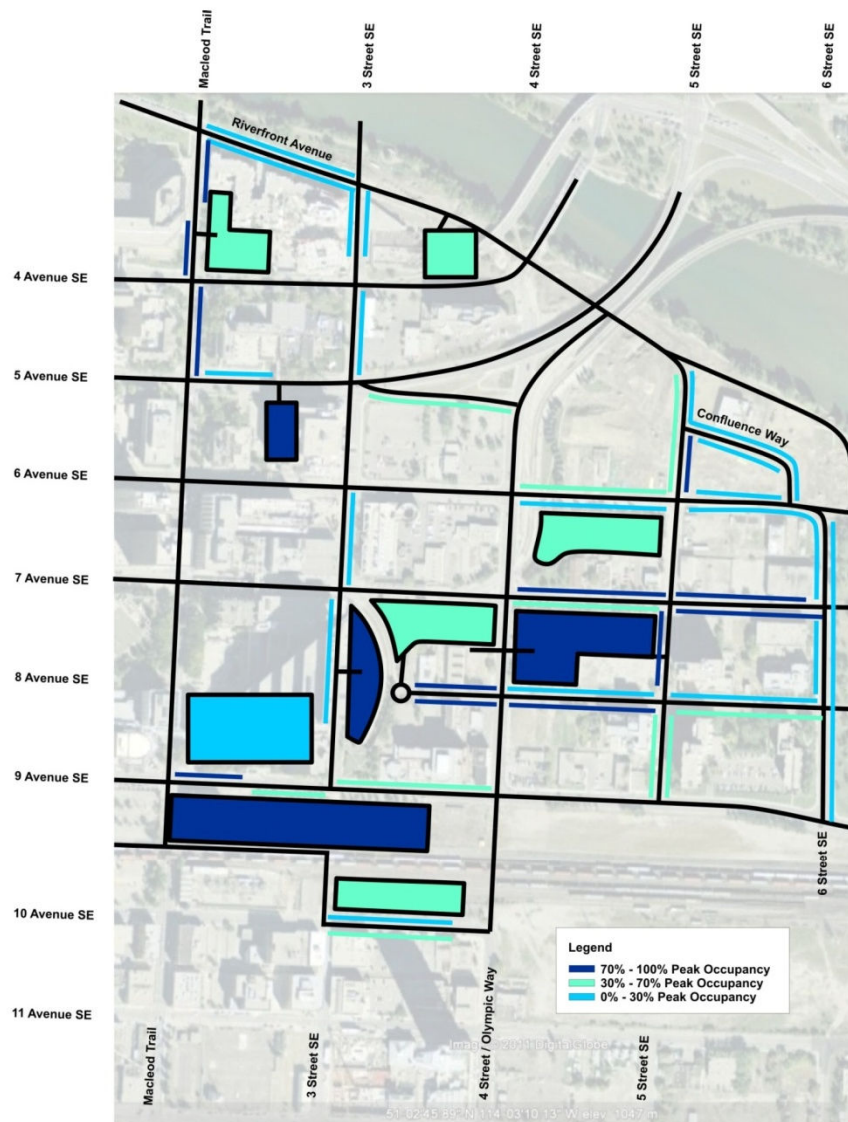 Macleod Trail
3 Street SE
4 Street SE
5 Street SE
6 Street SE
Riverfront Avenue
4 Avenue SE
5 Avenue SE
Confluence Way
6 Avenue SE
7 Avenue SE
8 Avenue SE
9 Avenue SE
6 Street SE
10 Avenue SE
Legend
70% - 100% Peak Occupancy
30% - 70% Peak Occupancy
0% - 30% Peak Occupancy
11 Avenue SE
Macleod Trail
3 Street SE
4 Street / Olympic Way
5 Street SE
Image © 2011 DigitalGlobe